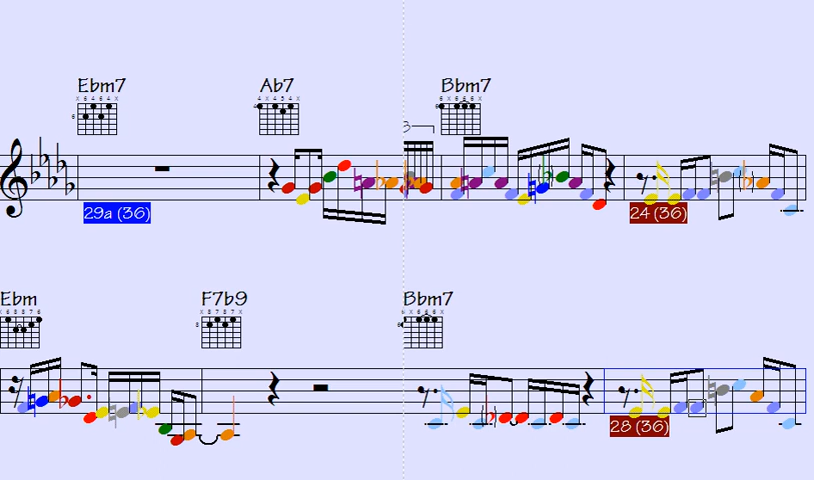 Ebm7 Ab7 Bbm7
3
29a (36) 24 (36)
Ebm F7b9 Bbm7
28 (36)